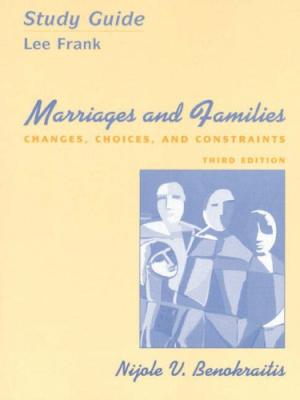 Study Guide
Lee Frank
Marriages and Families
CHANGES, CHOICES, AND CONSTRAINTS
THIRD EDITION
Nijole V. Benokraitis